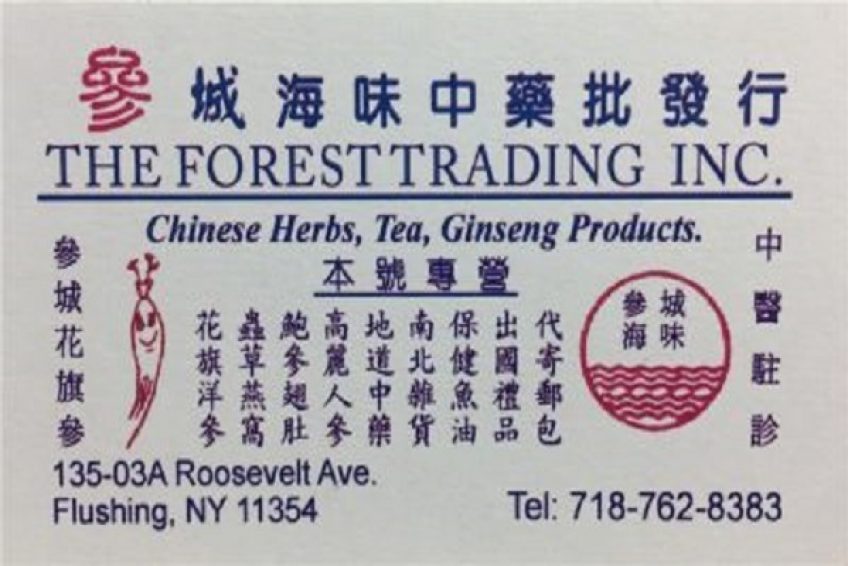 參城海味中藥批發行
THE FOREST TRADING INC.
Chinese Herbs, Tea, Ginseng Products.
本號專營
參城花旗參
花旗洋參
蟲草燕窩
鮑參翅肚
高麗人參
地道中藥
南北雜貨
保健魚油
出國禮品
代寄郵包
參城
海味
中醫駐診
135-03A Roosevelt Ave.
Flushing, NY 11354
Tel: 718-762-8383